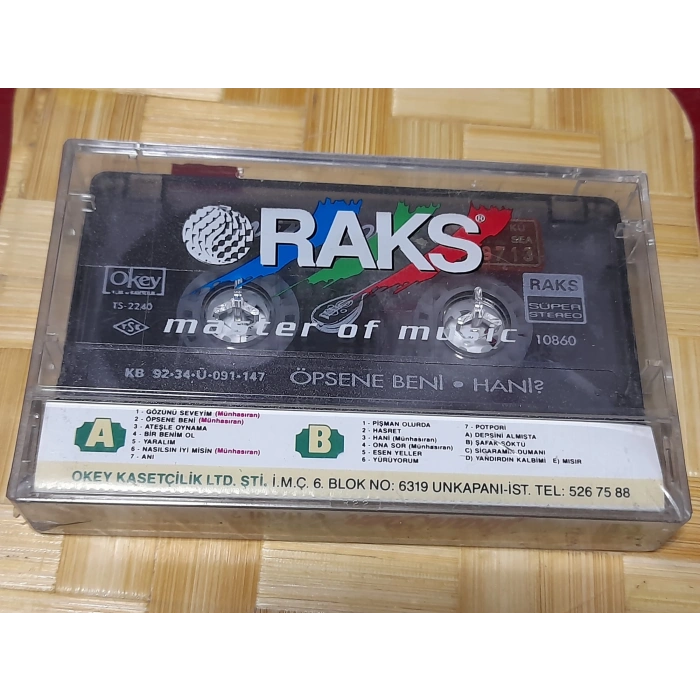 RAKS®
Okey
TS-2240
TSE
master of music
RAKS
SÜPER
STEREO
10860
KB 92•34•Ü•091•147
ÖPSENE BENİ • HANİ?
A
1 - GÖZÜNÜ SEVEYİM (Münhasıran)
2 - ÖPSENE BENİ (Münhasıran)
3 - ATEŞLE OYNAMA
4 - BİR BENİM OL
5 - YARALIM
6 - NASILSIN İYİ MİSİN (Münhasıran)
7 - ANI
B
1 - PİŞMAN OLURDA
2 - HASRET
3 - HANİ (Münhasıran)
4 - ONA SOR (Münhasıran)
5 - ESEN YELLER
6 - YÜRÜYORUM
7 - POTPORİ
A) DERSİNİ ALMIŞTA
B) ŞAFAK SÖKTÜ
C) SİGARAMIN DUMANI
D) YANDIRDIN KALBİMİ E) MISIR
OKEY KASETÇİLİK LTD. ŞTİ. İ.M.Ç. 6. BLOK NO: 6319 UNKAPANI-İST. TEL: 526 75 88